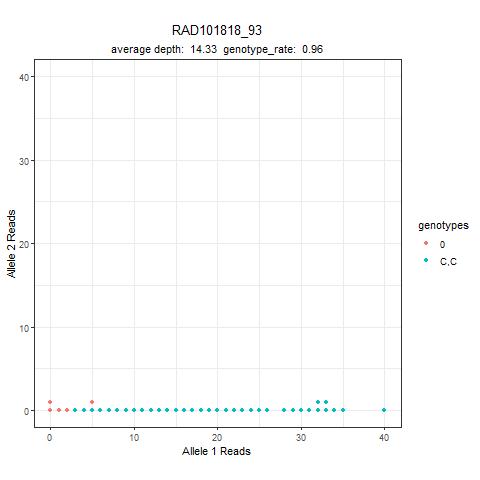 RAD101818_93
average depth: 14.33 genotype_rate: 0.96
40
30
20
10
0
Allele 2 Reads
0 10 20 30 40
Allele 1 Reads
genotypes
0
C,C